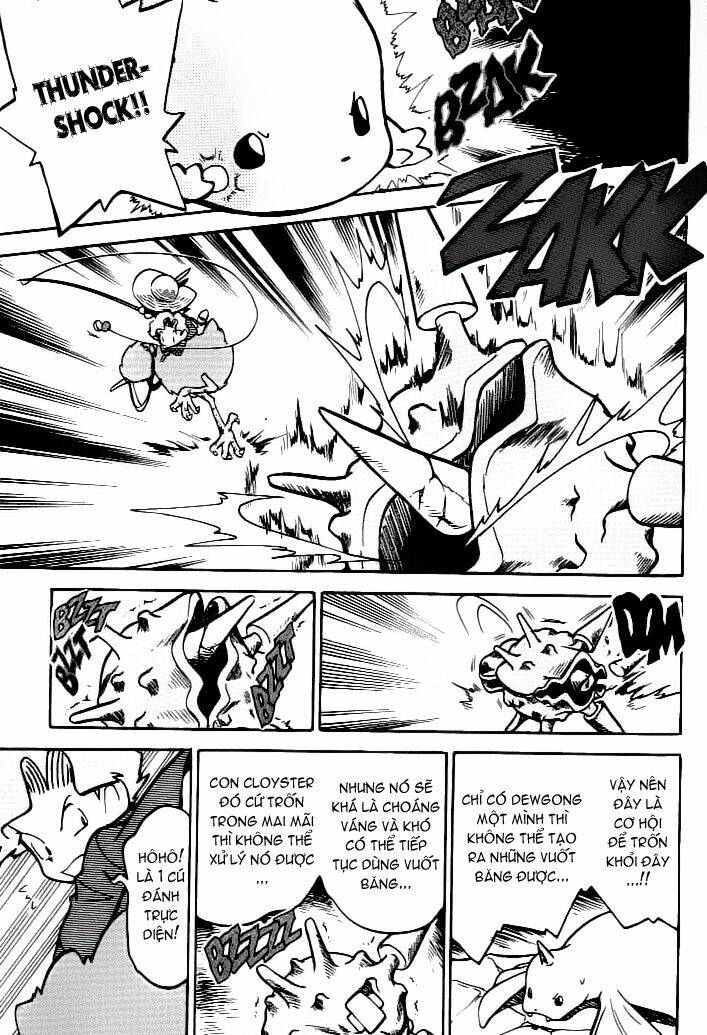 THUNDER-
SHOCK!!
BZAK
BZAK
ZAKK
DOM
BZZT
BZZT
BZZT
VẬY NÊN
ĐÂY LÀ
CƠ HỘI
ĐỂ TRỐN
KHỎI ĐÂY
...!!
CHỈ CÓ DEWGONG
MỘT MÌNH THÌ
KHÔNG THỂ TẠO
RA NHỮNG VUỐT
BĂNG ĐƯỢC...
NHƯNG NÓ SẼ
KHÁ LÀ CHOÁNG
VÁNG VÀ KHÓ
CÓ THỂ TIẾP
TỤC DÙNG VUỐT
BĂNG...
CON CLOYSTER
ĐÓ CỨ TRỐN
TRONG MAI MÃI
THÌ KHÔNG THỂ
XỬ LÝ NÓ ĐƯỢC
...
BZZZZ
HÔHÔ!
LÀ 1 CÚ
ĐÁNH
TRỰC
DIỆN!